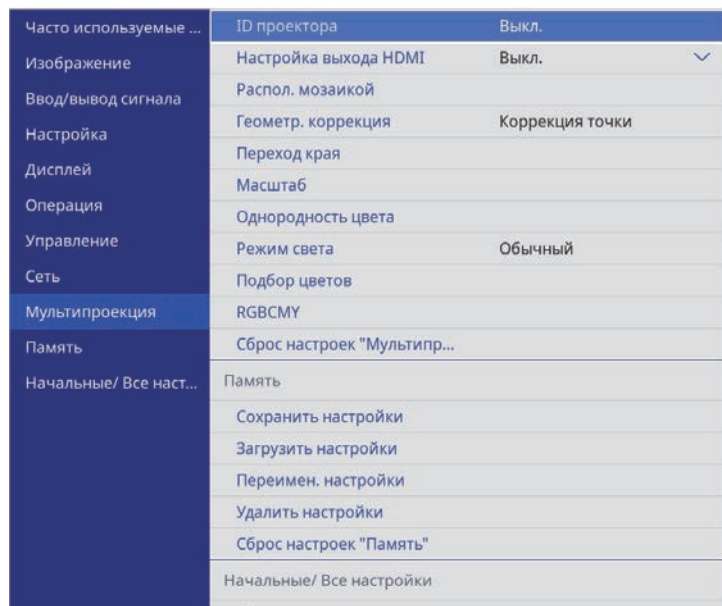 Часто используемые ...
Изображение
Ввод/вывод сигнала
Настройка
Дисплей
Операция
Управление
Сеть
Мультипроекция
Память
Начальные/ Все наст...
ID проектора Выкл.
Настройка выхода HDMI Выкл.
Распол. мозаикой
Геометр. коррекция Коррекция точки
Переход края
Масштаб
Однородность цвета
Режим света Обычный
Подбор цветов
RGBCMY
Сброс настроек "Мультипр...
Память
Сохранить настройки
Загрузить настройки
Переимен. настройки
Удалить настройки
Сброс настроек "Память"
Начальные/ Все настройки